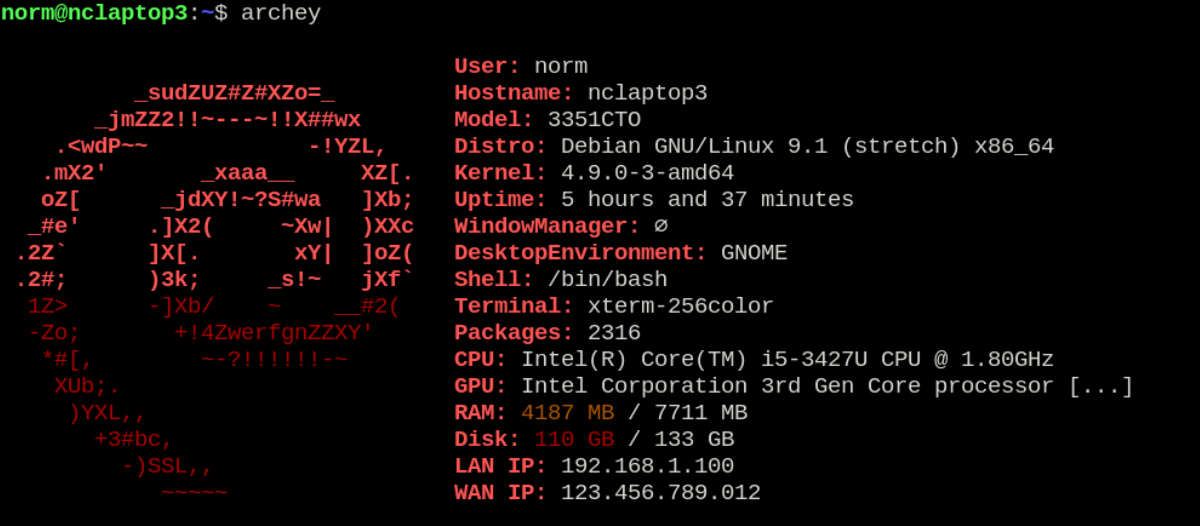 norm@nclaptop3:~$ archey
User: norm
_sudZUZ#Z#XZo=_ Hostname: nclaptop3
_jmZZ2!!~---~!!X##wx Model: 3351CTO
.<wdP~~ -!YZL, Distro: Debian GNU/Linux 9.1 (stretch) x86_64
.mX2' _xaaa__ XZ[. Kernel: 4.9.0-3-amd64
oZ[ _jdXY!~?S#wa ]Xb; Uptime: 5 hours and 37 minutes
_#e' .]X2( ~Xw| )XXc WindowManager: ∅
.2Z` ]X[. xY| ]oZ( DesktopEnvironment: GNOME
.2#; )3k; _s!~ jXf` Shell: /bin/bash
1Z> -]Xb/ ~ __#2( Terminal: xterm-256color
-Zo; +!4ZwerfgnZZXY' Packages: 2316
*#[, ~-?!!!!!!-~ CPU: Intel(R) Core(TM) i5-3427U CPU @ 1.80GHz
XUb;. GPU: Intel Corporation 3rd Gen Core processor [...]
)YXL,, RAM: 4187 MB / 7711 MB
+3#bc, Disk: 110 GB / 133 GB
-)SSL,, LAN IP: 192.168.1.100
~~~~~ WAN IP: 123.456.789.012